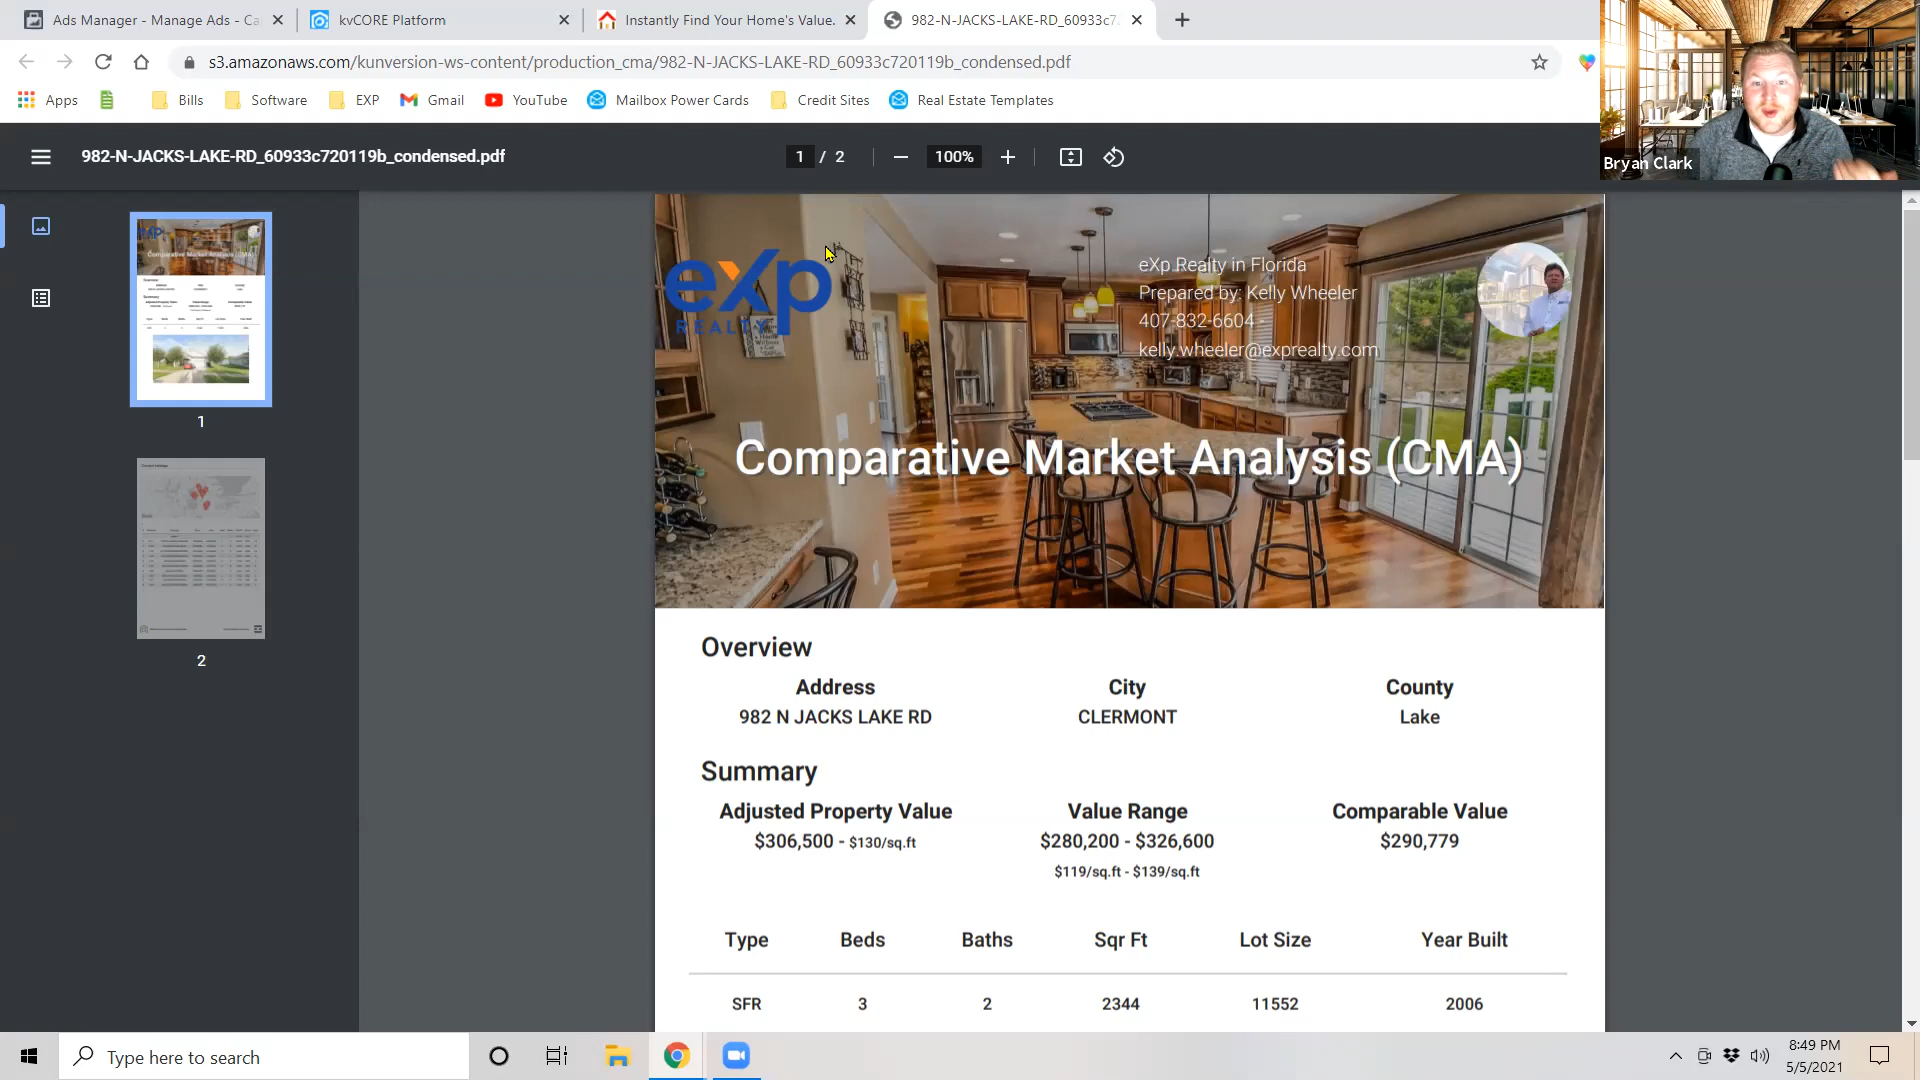 Ads Manager - Manage Ads - Ca
kvCORE Platform
Instantly Find Your Home's Value.
982-N-JACKS-LAKE-RD_60933c7
s3.amazonaws.com/kunversion-ws-content/production_cma/982-N-JACKS-LAKE-RD_60933c720119b_condensed.pdf
Apps
Bills
Software
EXP
Gmail
YouTube
Mailbox Power Cards
Credit Sites
Real Estate Templates
Bryan Clark
982-N-JACKS-LAKE-RD_60933c720119b_condensed.pdf
1 / 2
100%
eXp
REALTY
eXp Realty in Florida
Prepared by: Kelly Wheeler
407-832-6604 -
kelly.wheeler@exprealty.com
Comparative Market Analysis (CMA)
1
2
Overview
Address City County
982 N JACKS LAKE RD CLERMONT Lake
Summary
Adjusted Property Value Value Range Comparable Value
$306,500 - $130/sq.ft $280,200 - $326,600 $290,779
$119/sq.ft - $139/sq.ft
Type Beds Baths Sqr Ft Lot Size Year Built
SFR 3 2 2344 11552 2006
Type here to search
8:49 PM
5/5/2021